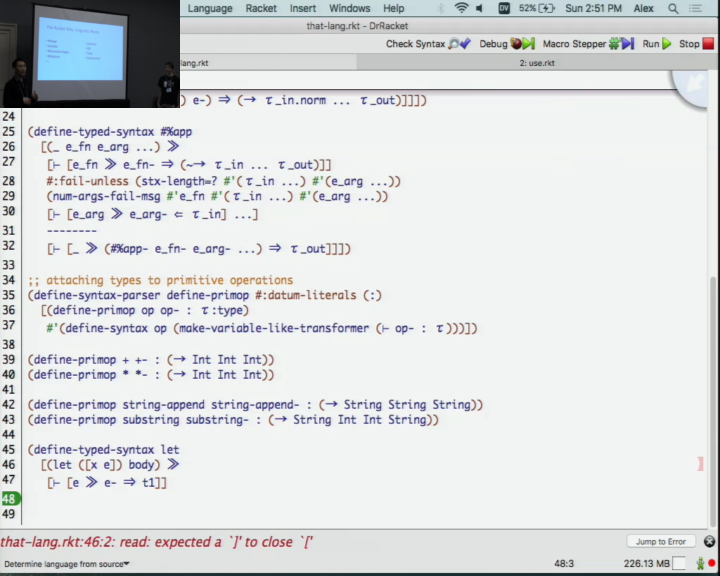 Language Racket Insert Windows Help DV 52% Sun 2:51 PM Alex
that-lang.rkt - DrRacket
Check Syntax Debug Macro Stepper Run Stop
lang.rkt 2: use.rkt
) e-) ⇒ (→ τ_in.norm ... τ_out)]]])
24
25 (define-typed-syntax #%app
26 [(_ e_fn e_arg ...) ≫
27 [⊢ [e_fn ≫ e_fn- ⇒ (~→ τ_in ... τ_out)]]
28 #:fail-unless (stx-length=? #'(τ_in ...) #'(e_arg ...))
29 (num-args-fail-msg #'e_fn #'(τ_in ...) #'(e_arg ...))
30 [⊢ [e_arg ≫ e_arg- ⇐ τ_in] ...]
31 --------
32 [⊢ [_ ≫ (#%app- e_fn- e_arg- ...) ⇒ τ_out]]])
33
34 ;; attaching types to primitive operations
35 (define-syntax-parser define-primop #:datum-literals (:)
36 [(define-primop op op- : τ:type)
37 #'(define-syntax op (make-variable-like-transformer (⊢ op- : τ)))])
38
39 (define-primop + +- : (→ Int Int Int))
40 (define-primop * *- : (→ Int Int Int))
41
42 (define-primop string-append string-append- : (→ String String String))
43 (define-primop substring substring- : (→ String Int Int String))
44
45 (define-typed-syntax let
46 [(let ([x e]) body) ≫
47 [⊢ [e ≫ e- ⇒ t1]]
48
49
that-lang.rkt:46:2: read: expected a `]' to close `['
Jump to Error
Determine language from source 48:3 226.13 MB